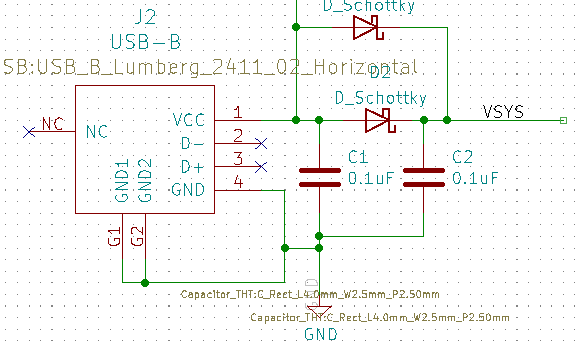 J2
D_Schottky
USB-B
SB:USB_B_Lumberg_2411_02_Horizontal
D2
D_Schottky
VSYS
NC
NC
VCC
1
D-
2
D+
3
GND
4
GND1
GND2
G1
G2
C1
0.1uF
C2
0.1uF
Capacitor_THT:C_Rect_L4.0mm_W2.5mm_P2.50mm
GND
Capacitor_THT:C_Rect_L4.0mm_W2.5mm_P2.50mm
GND